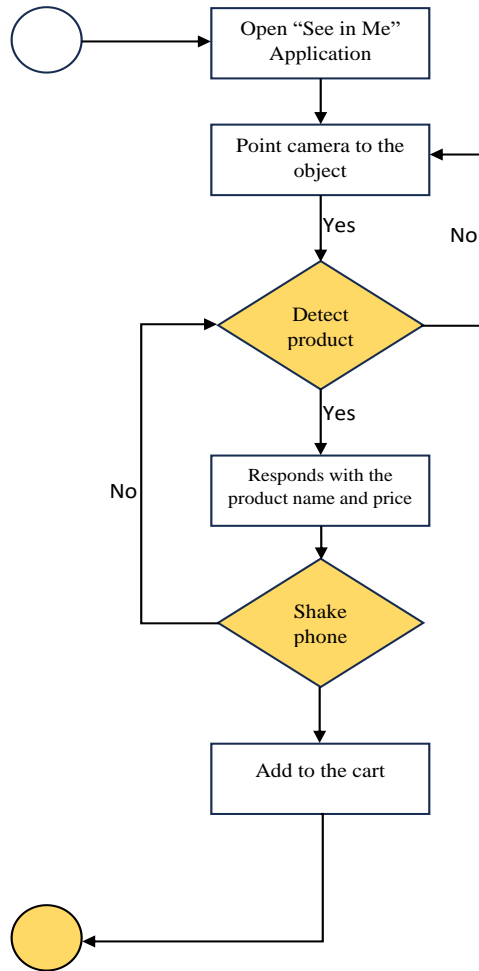 Open “See in Me”
Application
Point camera to the
object
Yes
No
Detect
product
Yes
Responds with the
product name and price
No
Shake
phone
Add to the cart